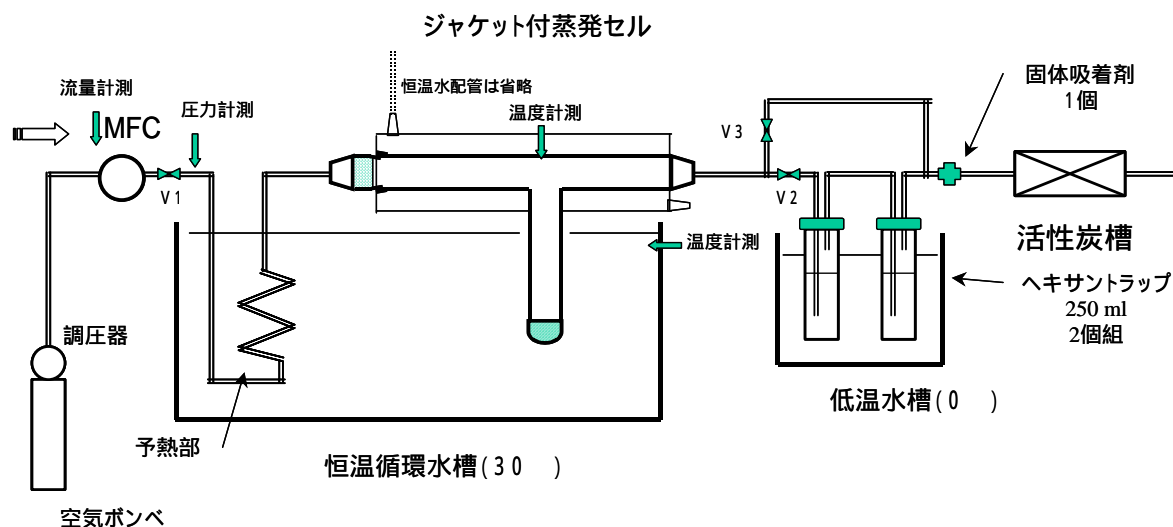 ジャケット付蒸発セル
流量計測
MFC
圧力計測
恒温水配管は省略
温度計測
固体吸着剤
1個
V3
V1
V2
温度計測
活性炭槽
ヘキサントラップ
250 ml
2個組
調圧器
低温水槽(0 )
予熱部
恒温循環水槽(30 )
空気ボンベ